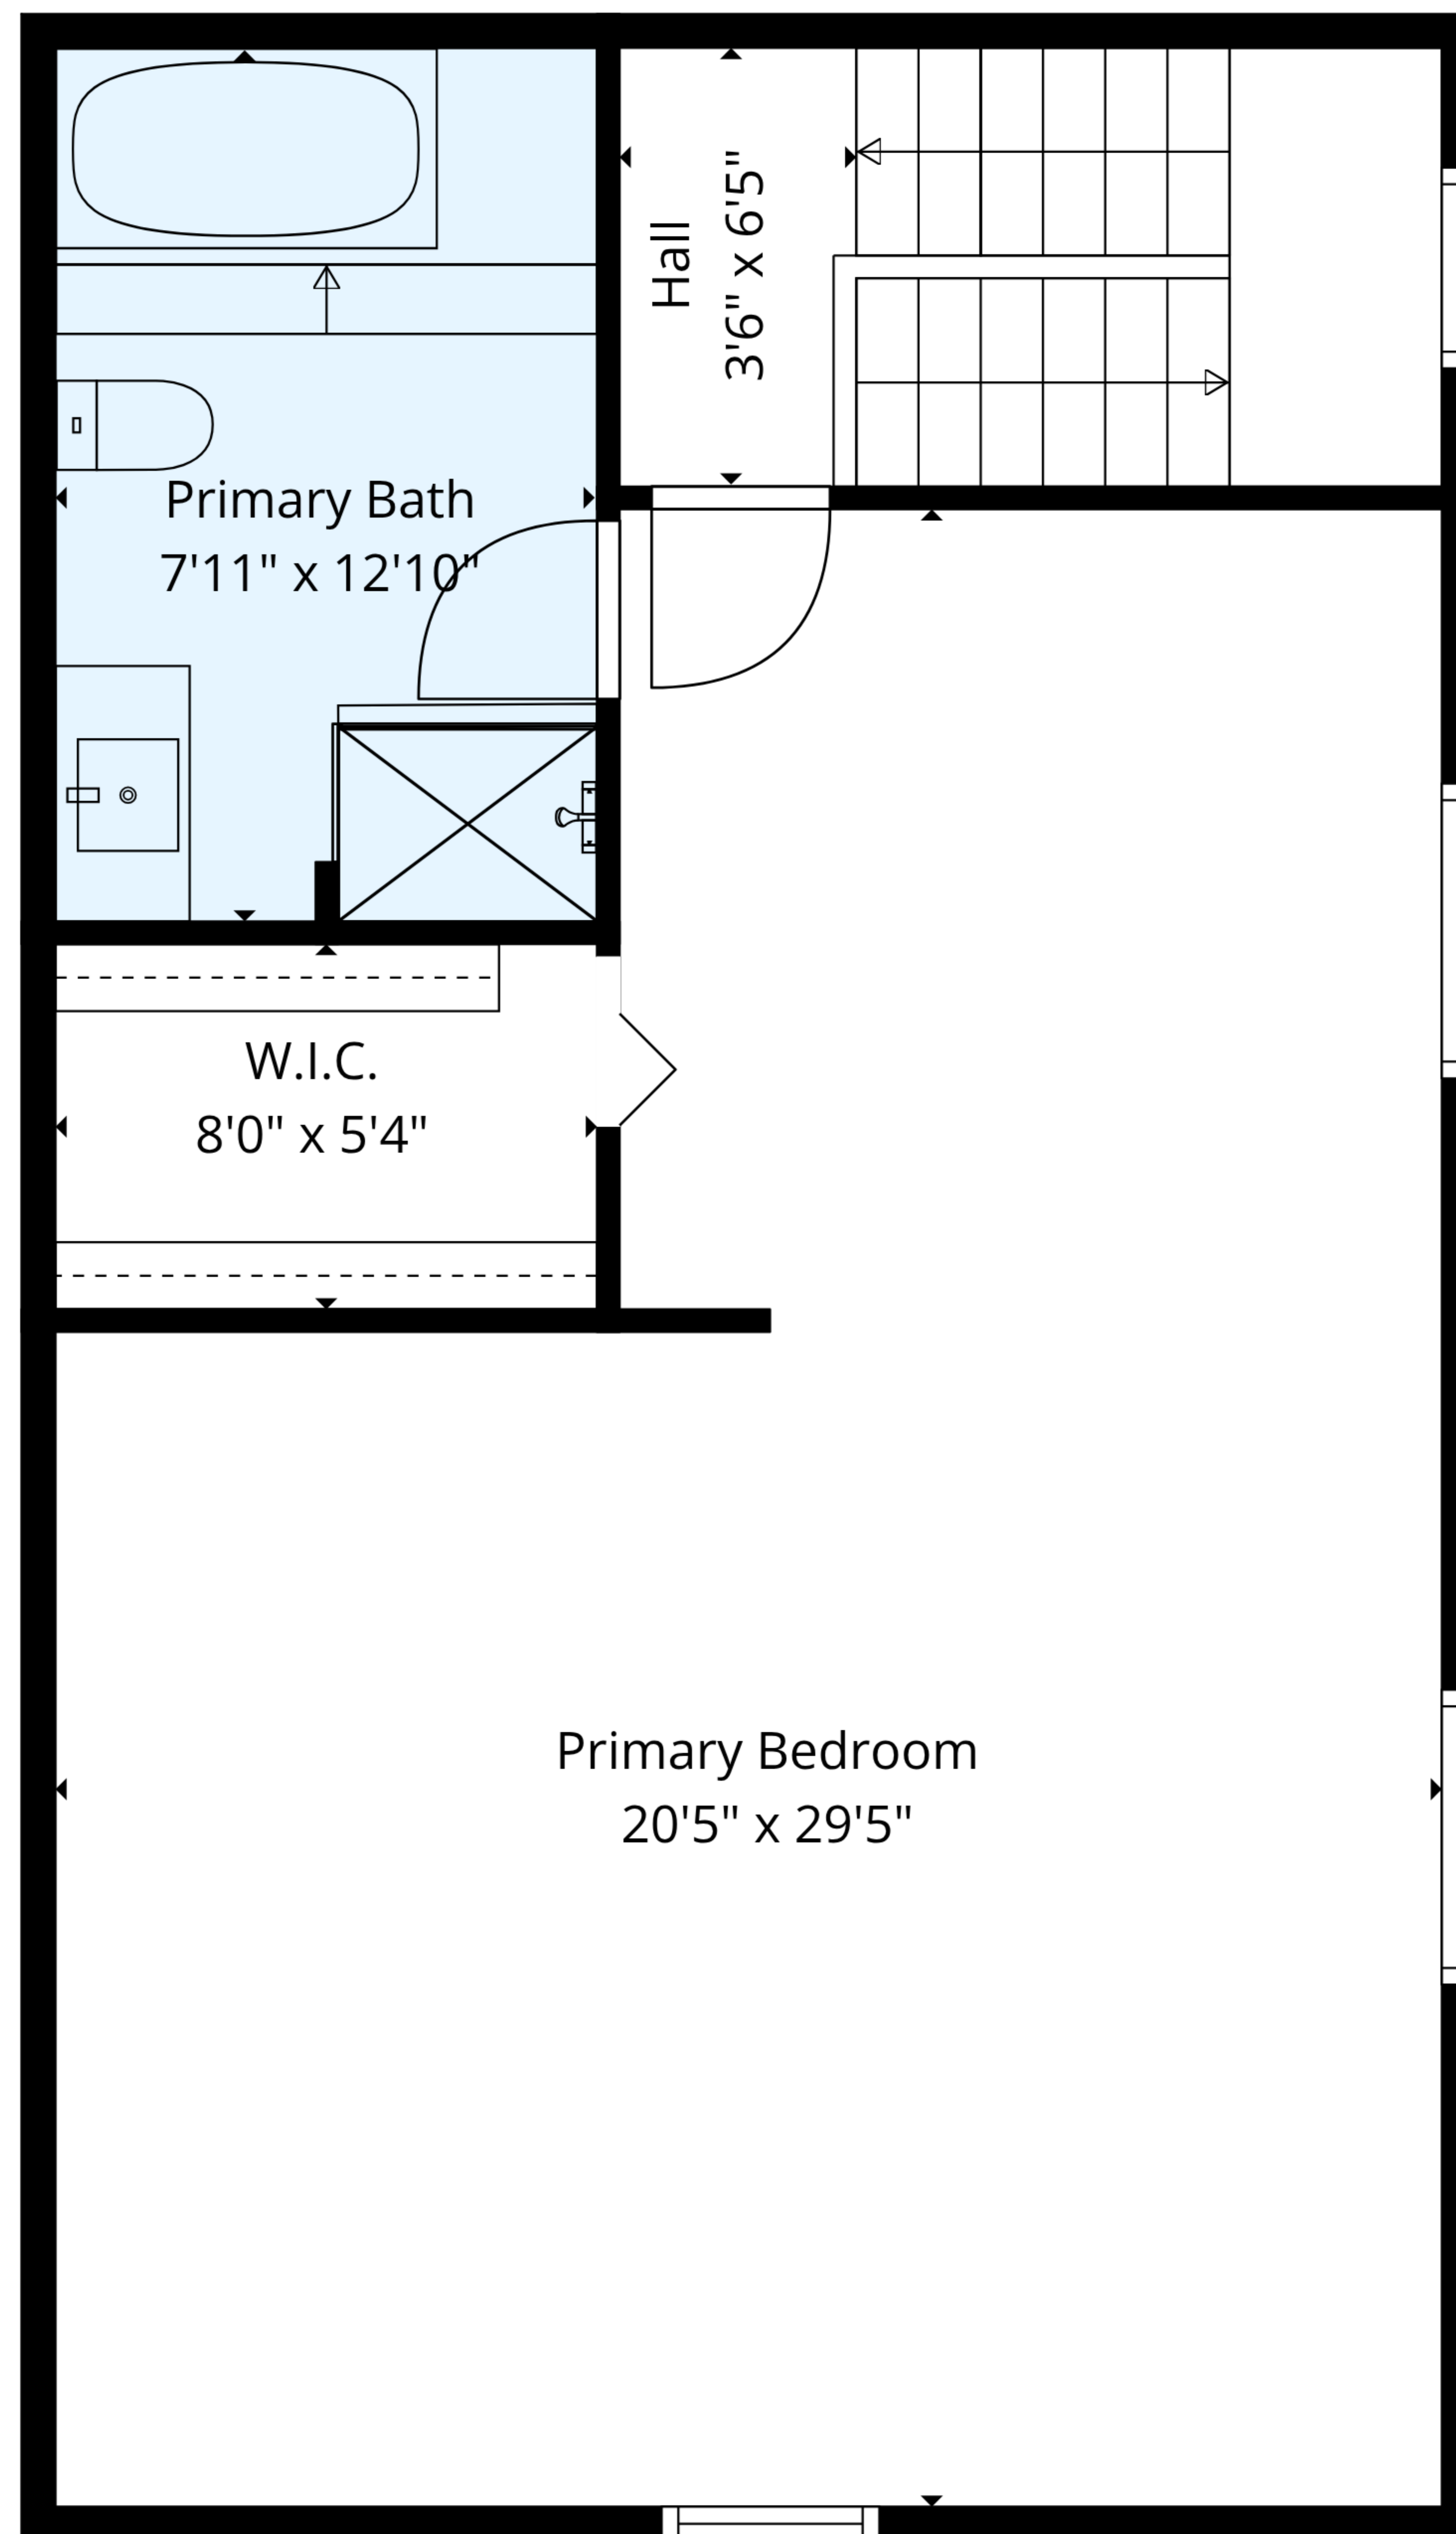 Hall
3'6" x 6'5"
Primary Bath
7'11" x 12'10"
W.I.C.
8'0" x 5'4"
Primary Bedroom
20'5" x 29'5"